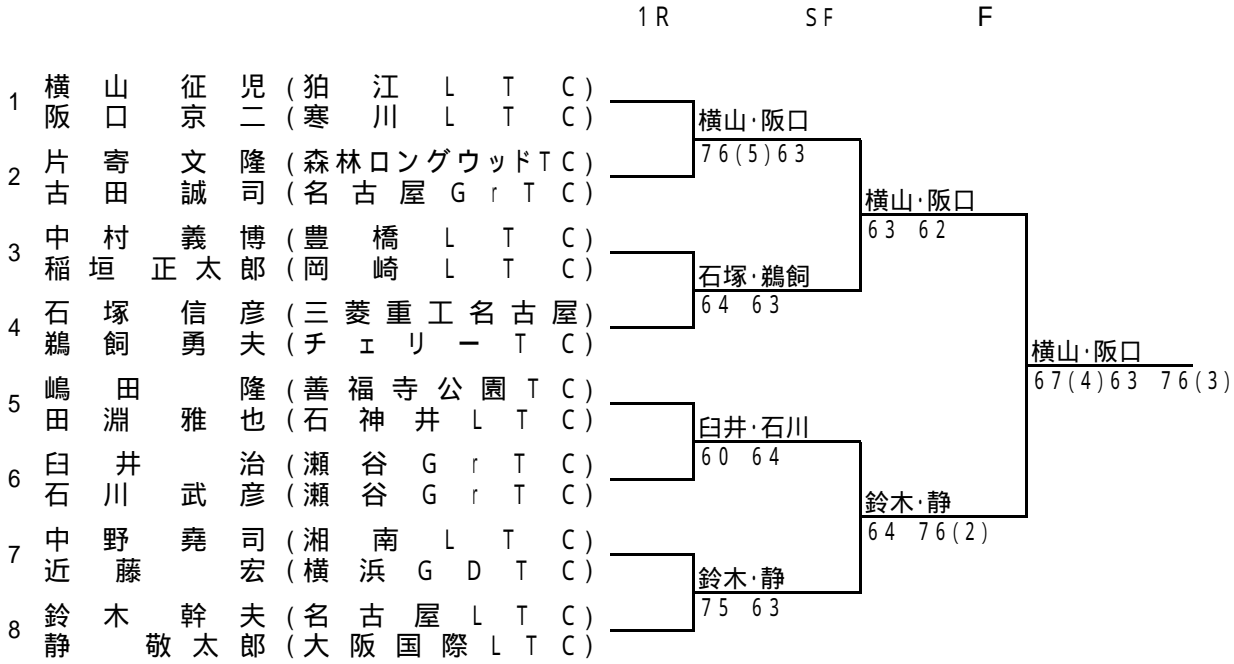 1R SF F
1 横山 征児 (狛江LTC)
阪口 京二 (寒川LTC)
横山·阪口
76(5)63
2 片寄 文隆 (森林ロングウッドTC)
古田 誠司 (名古屋GrTC)
横山·阪口
63 62
3 中村 義博 (豊橋LTC)
稲垣 正太郎 (岡崎LTC)
石塚·鵜飼
64 63
4 石塚 信彦 (三菱重工名古屋)
鵜飼 勇夫 (チェリーTC)
横山·阪口
67(4)63 76(3)
5 嶋田 隆 (善福寺公園TC)
田淵 雅也 (石神井LTC)
臼井·石川
60 64
6 臼井 治 (瀬谷GrTC)
石川 武彦 (瀬谷GrTC)
鈴木·静
64 76(2)
7 中野 堯司 (湘南LTC)
近藤 宏 (横浜GDTC)
鈴木·静
75 63
8 鈴木 幹夫 (名古屋LTC)
静 敬太郎 (大阪国際LTC)